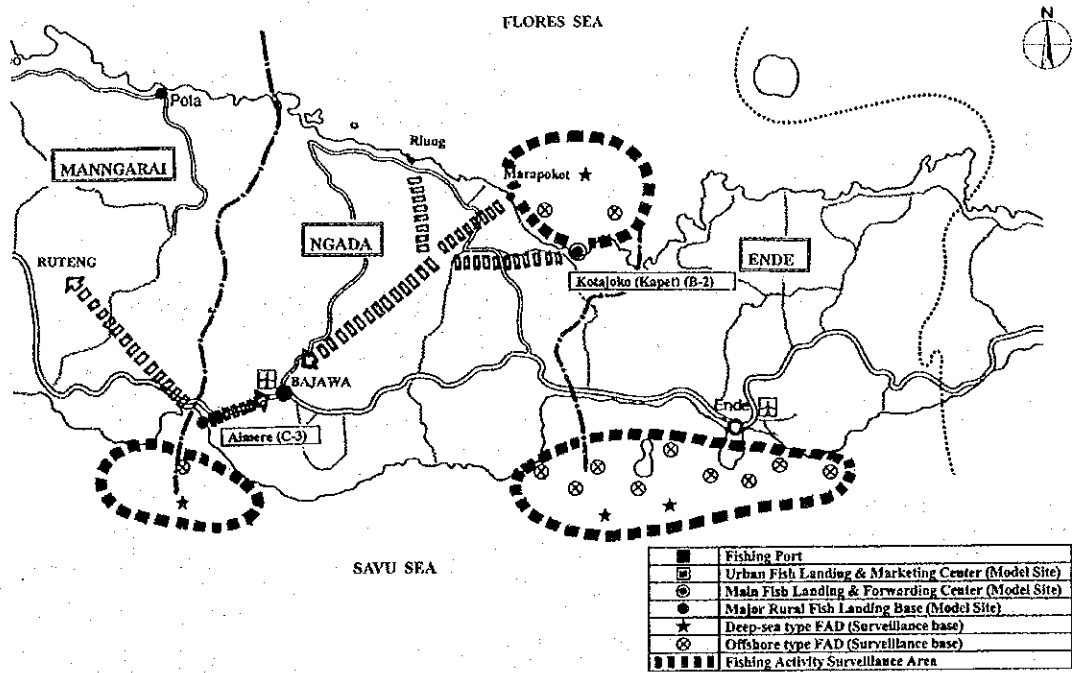 FLORES SEA
N
Pota
Riung
MANNGARAI
Marapokot
NGADA
ENDE
RUTENG
Kotajoko (Kapet) (B-2)
BAJAWA
Ende
Aimere (C-3)
SAVU SEA
Fishing Port
Urban Fish Landing & Marketing Center (Model Site)
Main Fish Landing & Forwarding Center (Model Site)
Major Rural Fish Landing Base (Model Site)
Deep-sea type FAD (Surveillance base)
Offshore type FAD (Surveillance base)
Fishing Activity Surveillance Area